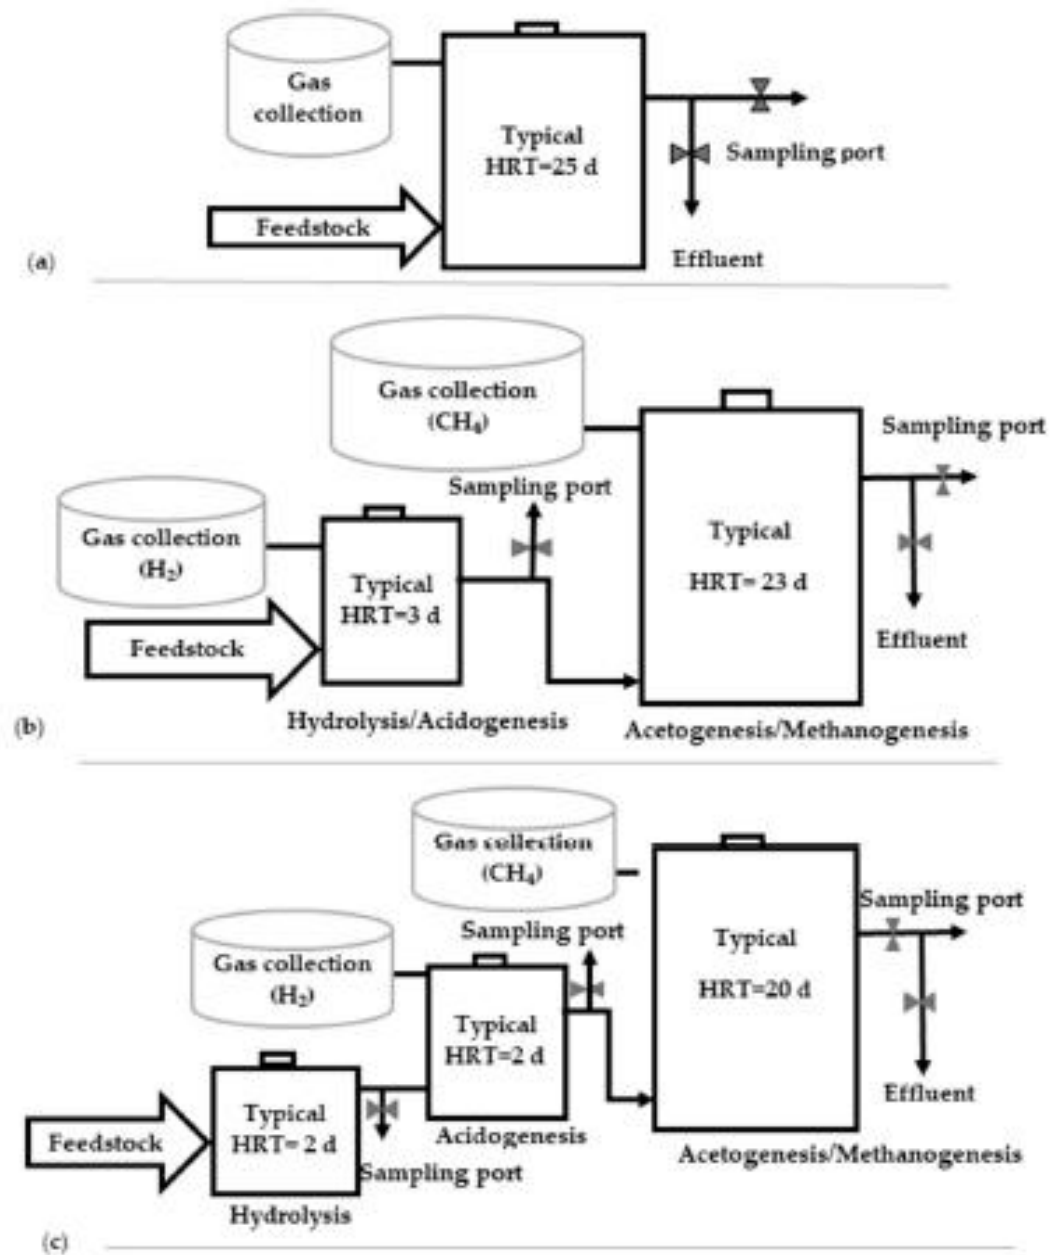 Gas
collection
Typical
HRT=25 d
Sampling port
Feedstock
Effluent
(a)
Gas collection
(CH₄)
Sampling port
Sampling port
Gas collection
(H₂)
Typical
HRT=3 d
Typical
HRT= 23 d
Feedstock
Effluent
Hydrolysis/Acidogenesis
Acetogenesis/Methanogenesis
(b)
Gas collection
(CH₄)
Sampling port
Sampling port
Gas collection
(H₂)
Typical
HRT=2 d
Typical
HRT=20 d
Effluent
Feedstock
Typical
HRT= 2 d
Acidogenesis
Acetogenesis/Methanogenesis
Sampling port
Hydrolysis
(c)